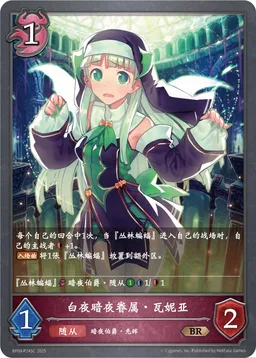 1
每个自己的回合中1次，当『丛林蝙蝠』进入自己的战场时，自
己的主战者+1。
入场曲 将1张『丛林蝙蝠』放置到额外区。
『丛林蝙蝠』 暗夜伯爵·随从 1/1
白夜暗夜眷属·瓦妮亚
1
随从
暗夜伯爵·光辉
BR
2